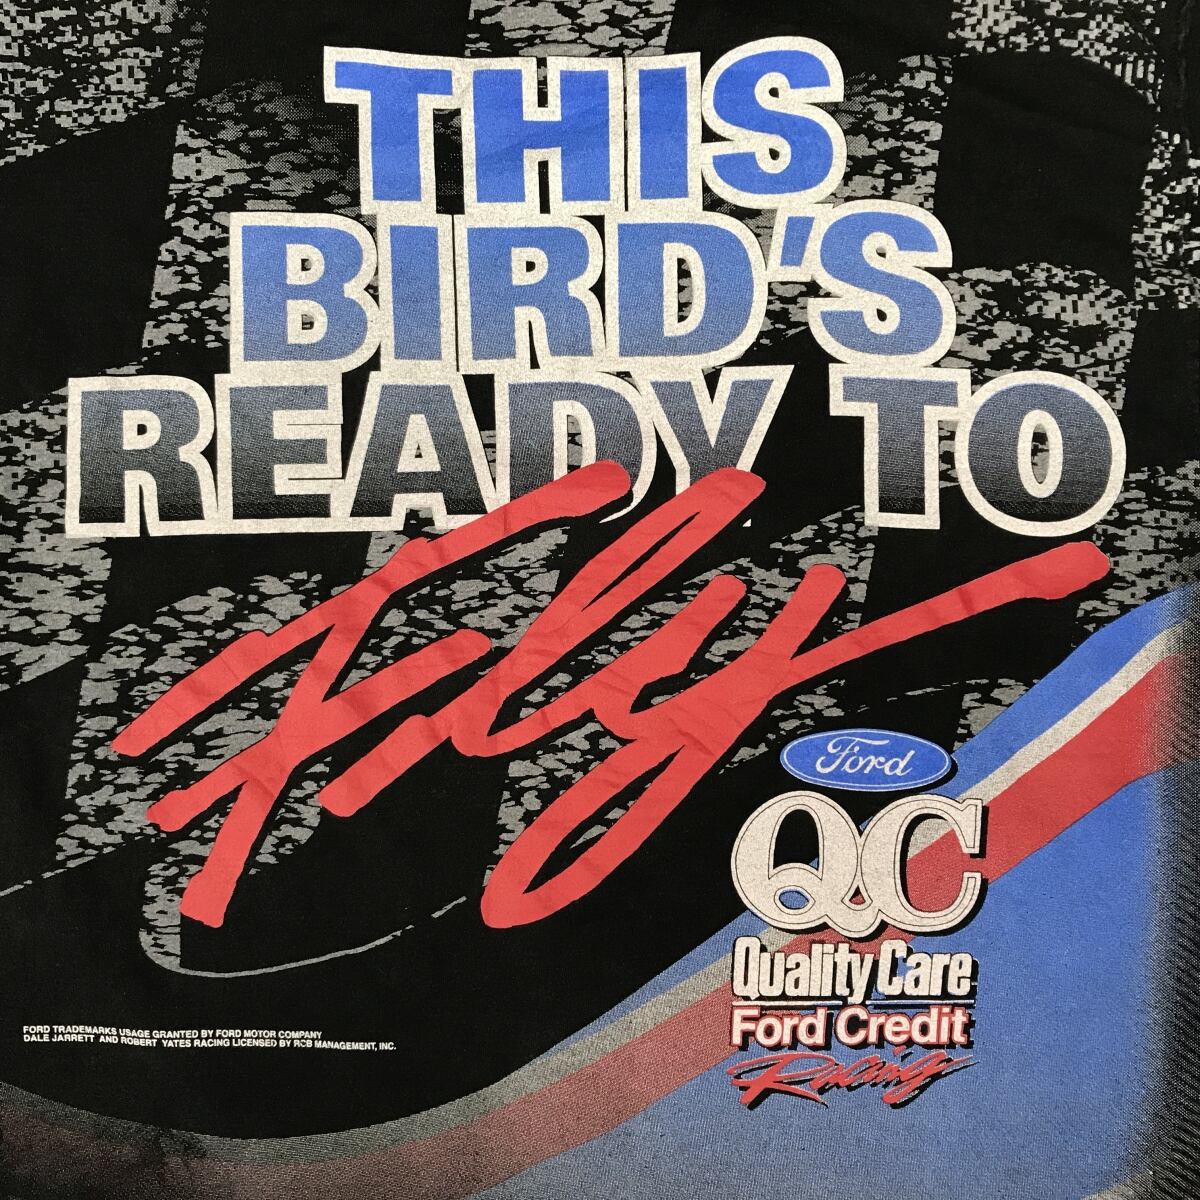 THIS
BIRD'S
READY TO
Fly
Ford
QC
Quality Care
Ford Credit
Racing
FORD TRADEMARKS USAGE GRANTED BY FORD MOTOR COMPANY
DALE JARRETT AND ROBERT YATES RACING LICENSED BY RCB MANAGEMENT, INC.